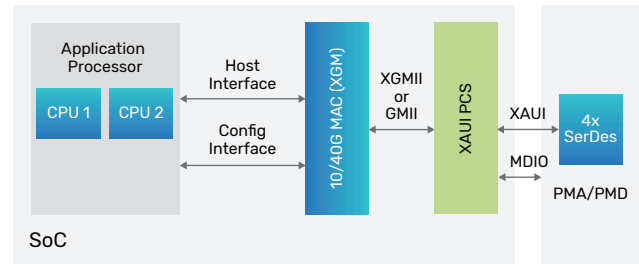 Application
Processor
CPU 1
CPU 2
Host
Interface
Config
Interface
10/40G MAC (XGM)
XGMII
or
GMII
XAUI PCS
XAUI
MDIO
4x
SerDes
PMA/PMD
SoC